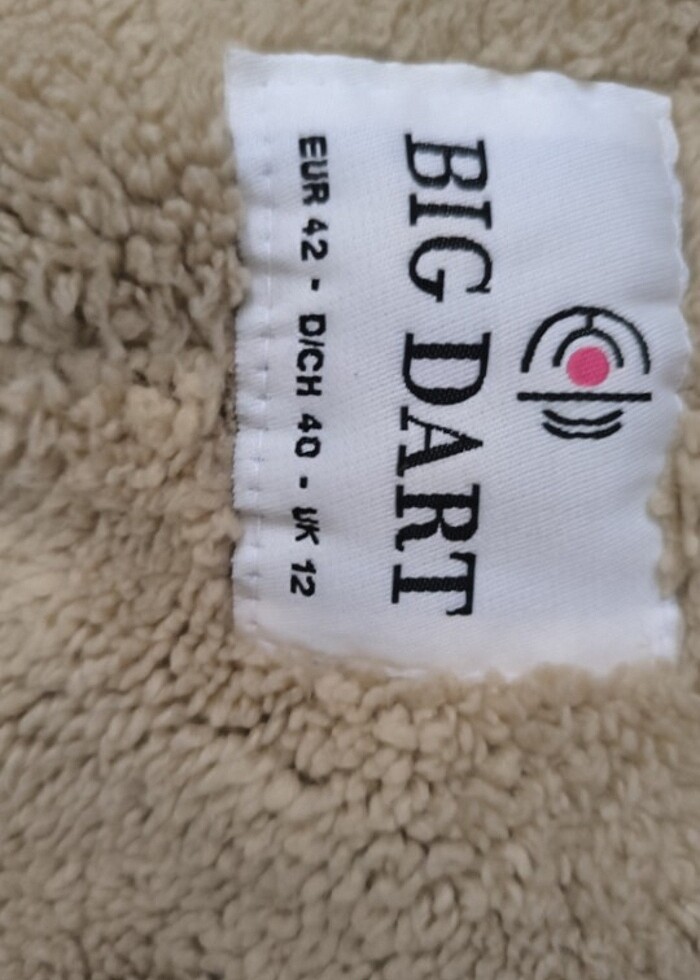 BIG DART
EUR 42 - D/CH 40 - UK 12